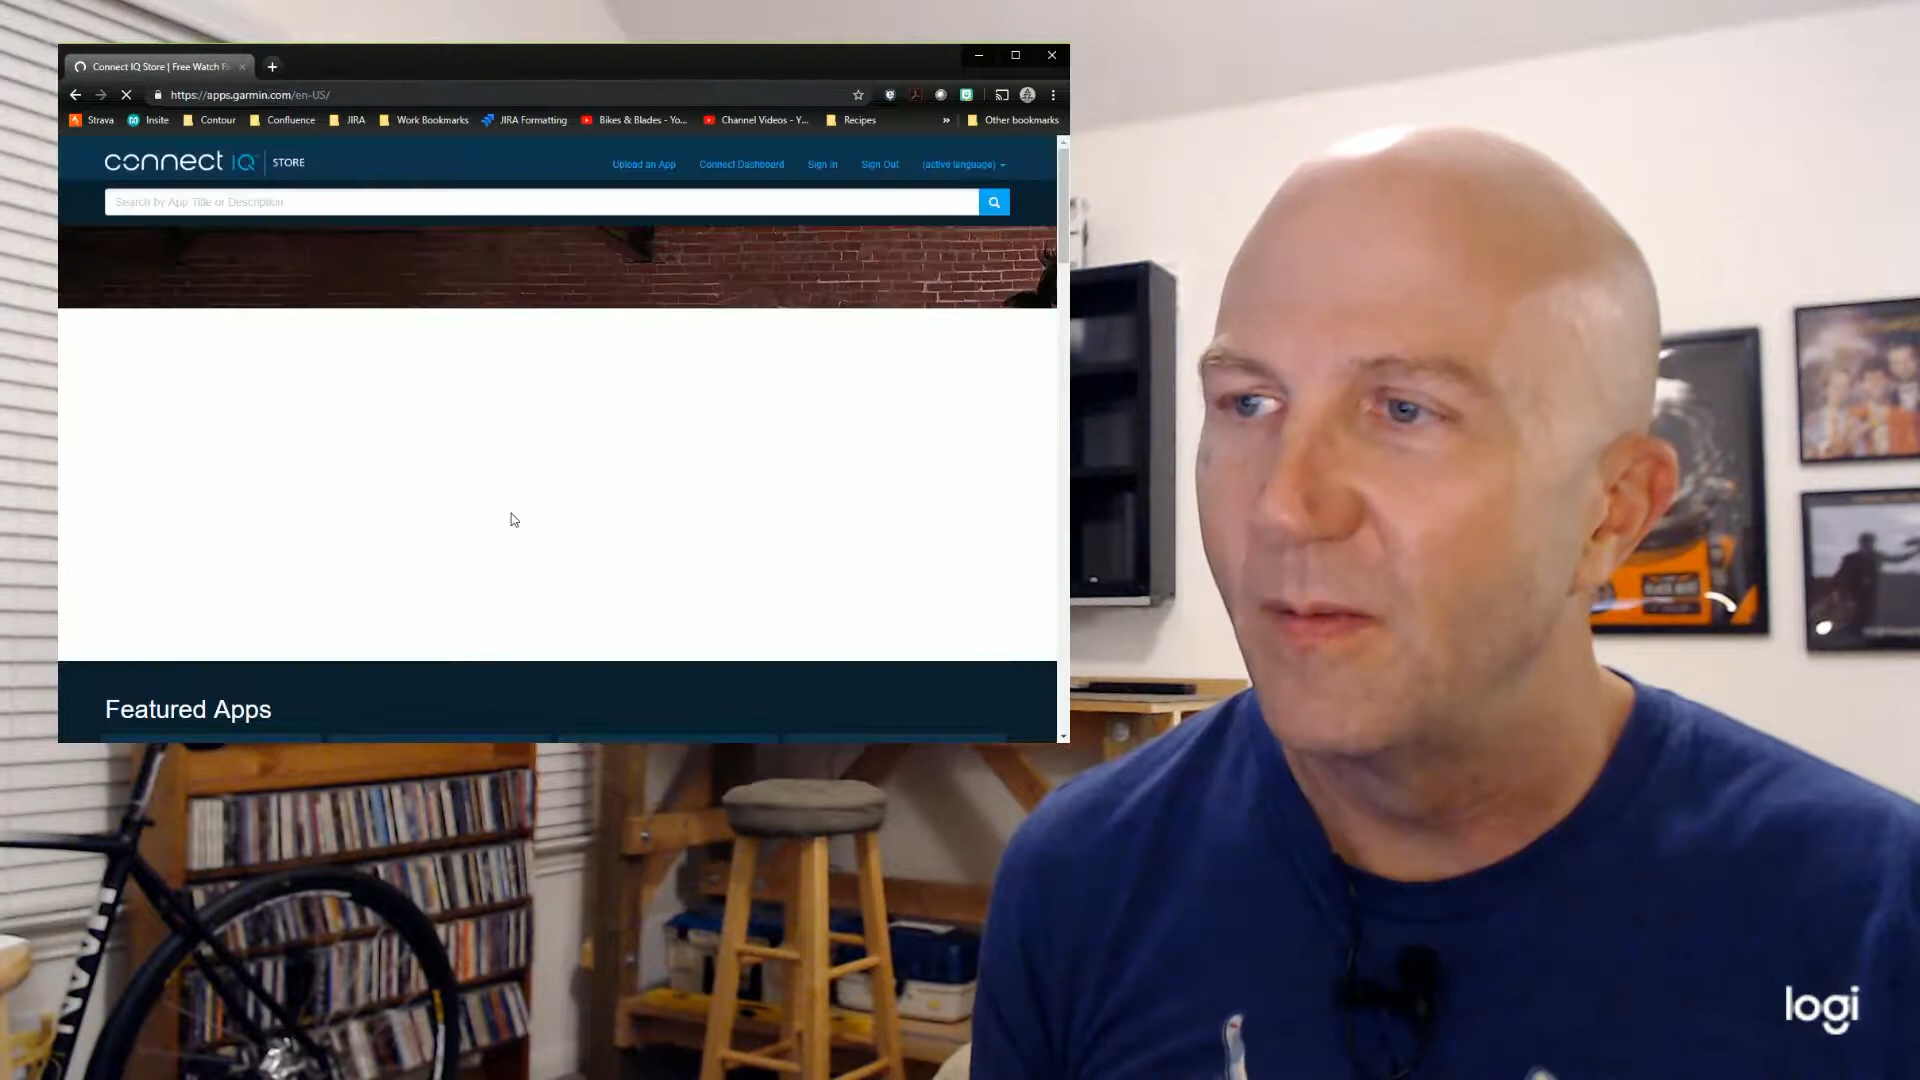 Connect IQ Store | Free Watch F
https://apps.garmin.com/en-US/
Strava
Insite
Contour
Confluence
JIRA
Work Bookmarks
JIRA Formatting
Bikes & Blades - Yo...
Channel Videos - Y...
Recipes
»
Other bookmarks
connect IQ STORE
Upload an App
Connect Dashboard
Sign In
Sign Out
(active language)
Search by App Title or Description
Featured Apps
logi